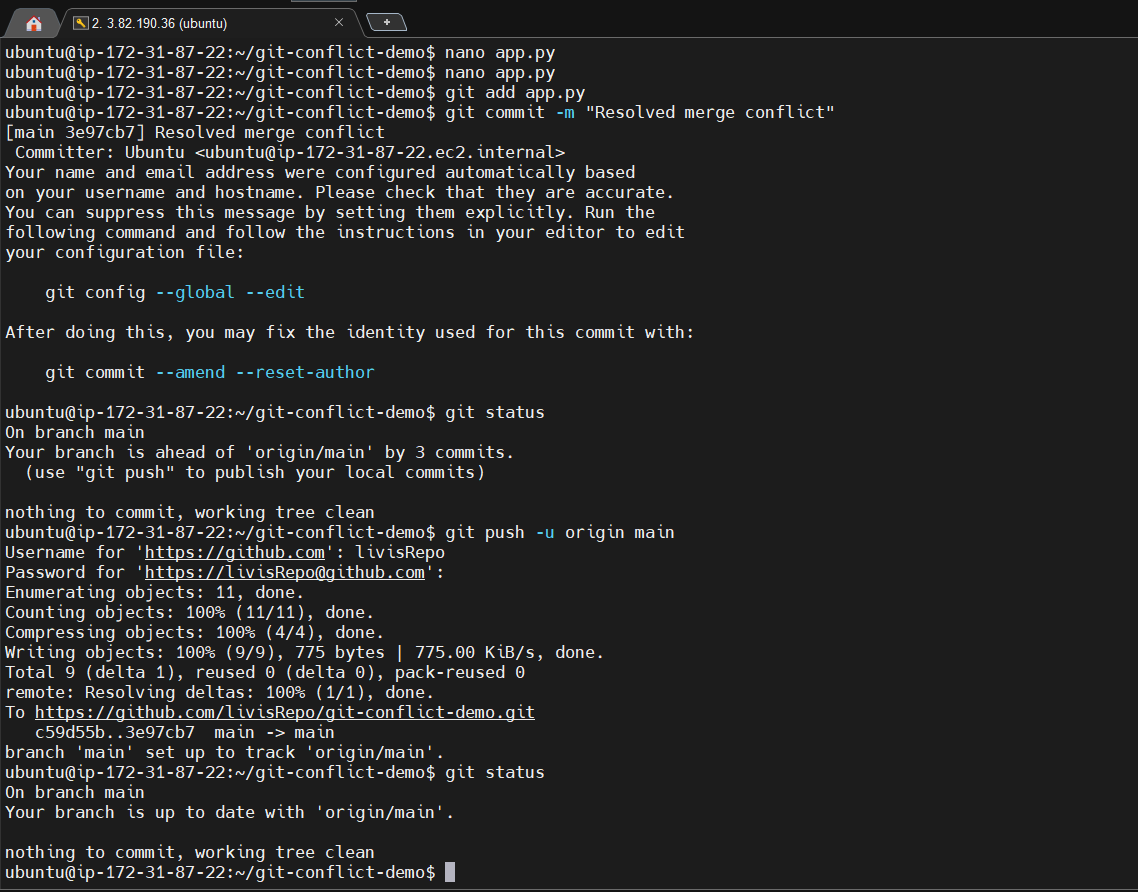 2. 3.82.190.36 (ubuntu)
ubuntu@ip-172-31-87-22:~/git-conflict-demo$ nano app.py
ubuntu@ip-172-31-87-22:~/git-conflict-demo$ nano app.py
ubuntu@ip-172-31-87-22:~/git-conflict-demo$ git add app.py
ubuntu@ip-172-31-87-22:~/git-conflict-demo$ git commit -m "Resolved merge conflict"
[main 3e97cb7] Resolved merge conflict
 Committer: Ubuntu <ubuntu@ip-172-31-87-22.ec2.internal>
Your name and email address were configured automatically based
on your username and hostname. Please check that they are accurate.
You can suppress this message by setting them explicitly. Run the
following command and follow the instructions in your editor to edit
your configuration file:
    git config --global --edit
After doing this, you may fix the identity used for this commit with:
    git commit --amend --reset-author
ubuntu@ip-172-31-87-22:~/git-conflict-demo$ git status
On branch main
Your branch is ahead of 'origin/main' by 3 commits.
  (use "git push" to publish your local commits)
nothing to commit, working tree clean
ubuntu@ip-172-31-87-22:~/git-conflict-demo$ git push -u origin main
Username for 'https://github.com': livisRepo
Password for 'https://livisRepo@github.com':
Enumerating objects: 11, done.
Counting objects: 100% (11/11), done.
Compressing objects: 100% (4/4), done.
Writing objects: 100% (9/9), 775 bytes | 775.00 KiB/s, done.
Total 9 (delta 1), reused 0 (delta 0), pack-reused 0
remote: Resolving deltas: 100% (1/1), done.
To https://github.com/livisRepo/git-conflict-demo.git
   c59d55b..3e97cb7  main -> main
branch 'main' set up to track 'origin/main'.
ubuntu@ip-172-31-87-22:~/git-conflict-demo$ git status
On branch main
Your branch is up to date with 'origin/main'.
nothing to commit, working tree clean
ubuntu@ip-172-31-87-22:~/git-conflict-demo$